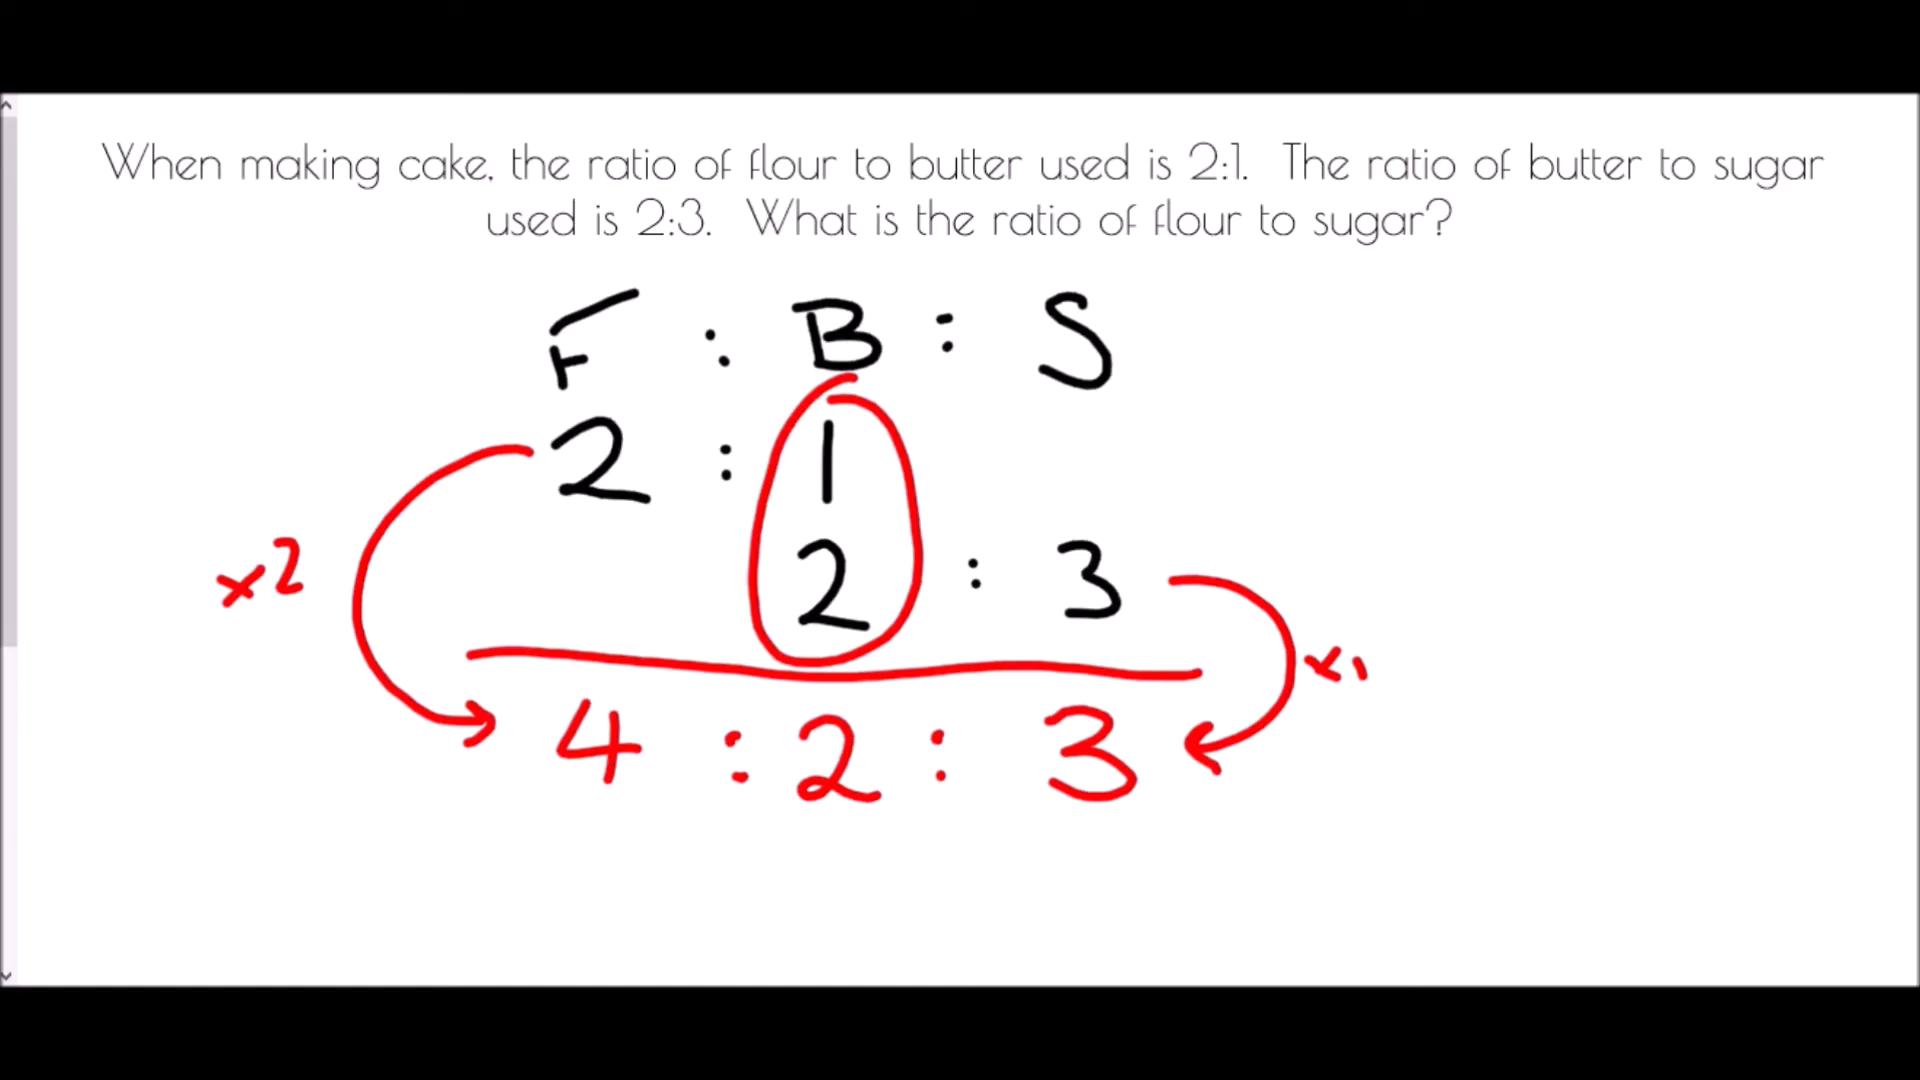 When making cake, the ratio of flour to butter used is 2:1. The ratio of butter to sugar
used is 2:3. What is the ratio of flour to sugar?
F : B : S
2 : 1
x2
2 : 3
x1
4 : 2 : 3